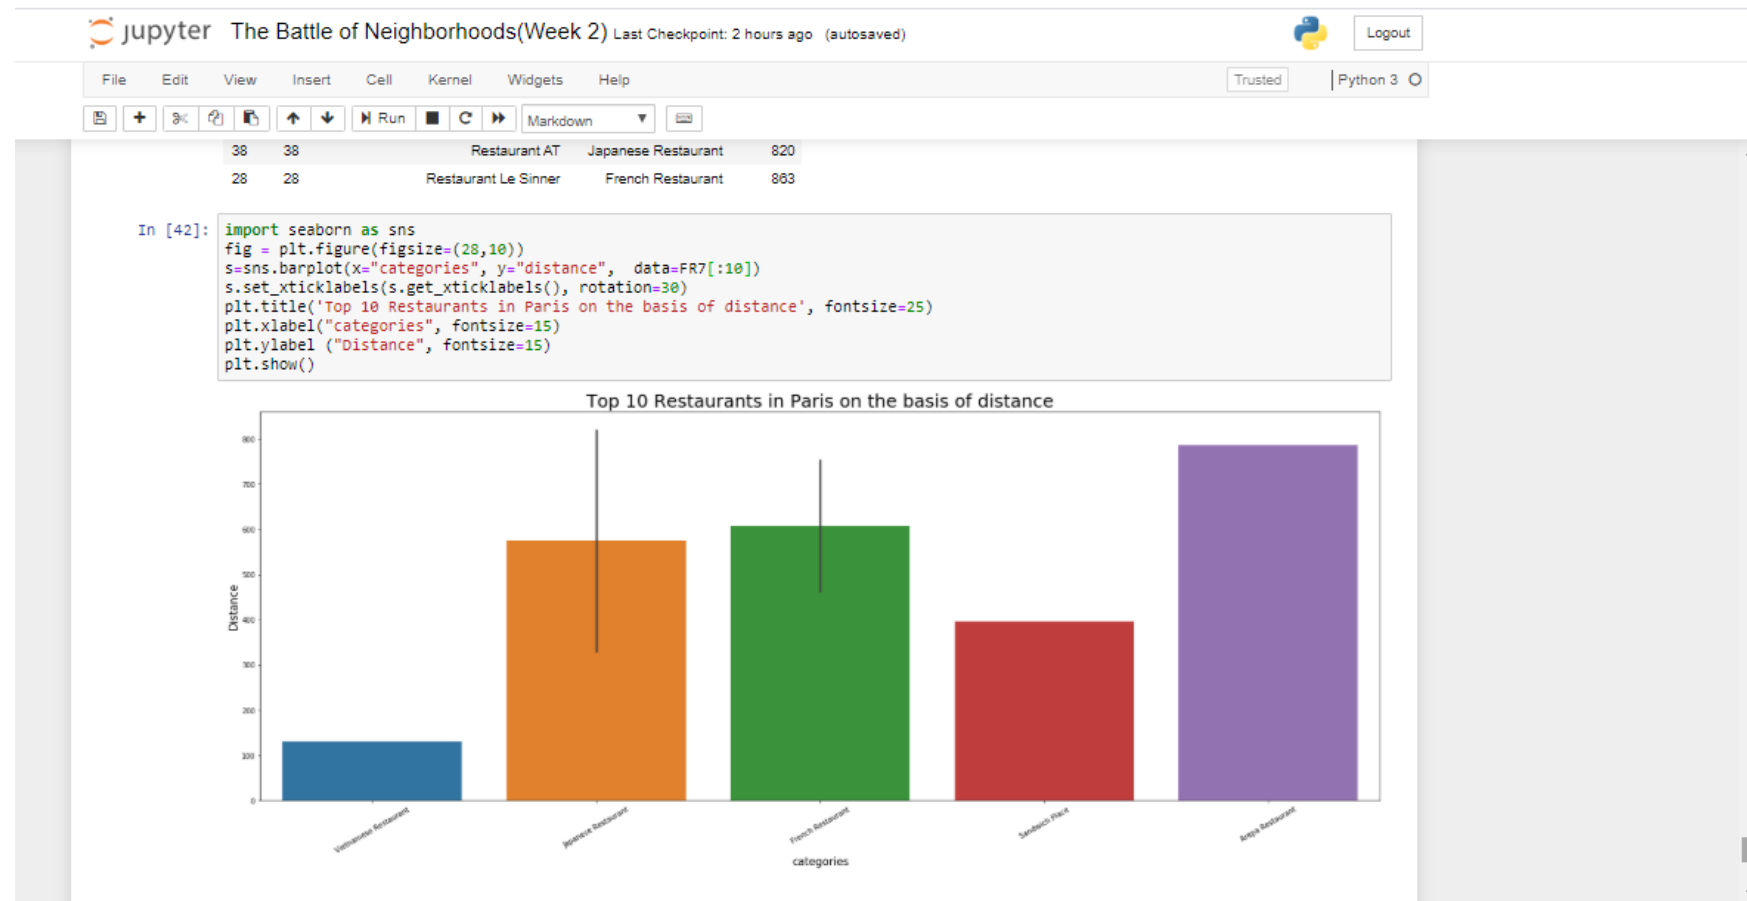 jupyter The Battle of Neighborhoods(Week 2) Last Checkpoint: 2 hours ago (autosaved)
Logout
File Edit View Insert Cell Kernel Widgets Help
Trusted
Python 3
Run
Markdown
38 38 Restaurant AT Japanese Restaurant 820
28 28 Restaurant Le Sinner French Restaurant 863
In [42]:
import seaborn as sns
fig = plt.figure(figsize=(28,10))
s=sns.barplot(x="categories", y="distance",  data=FR7[:10])
s.set_xticklabels(s.get_xticklabels(), rotation=30)
plt.title('Top 10 Restaurants in Paris on the basis of distance', fontsize=25)
plt.xlabel("categories", fontsize=15)
plt.ylabel ("Distance", fontsize=15)
plt.show()
Top 10 Restaurants in Paris on the basis of distance
800
700
600
500
400
300
200
100
0
Distance
Vietnamese Restaurant
Japanese Restaurant
French Restaurant
Sandwich Place
Arepa Restaurant
categories